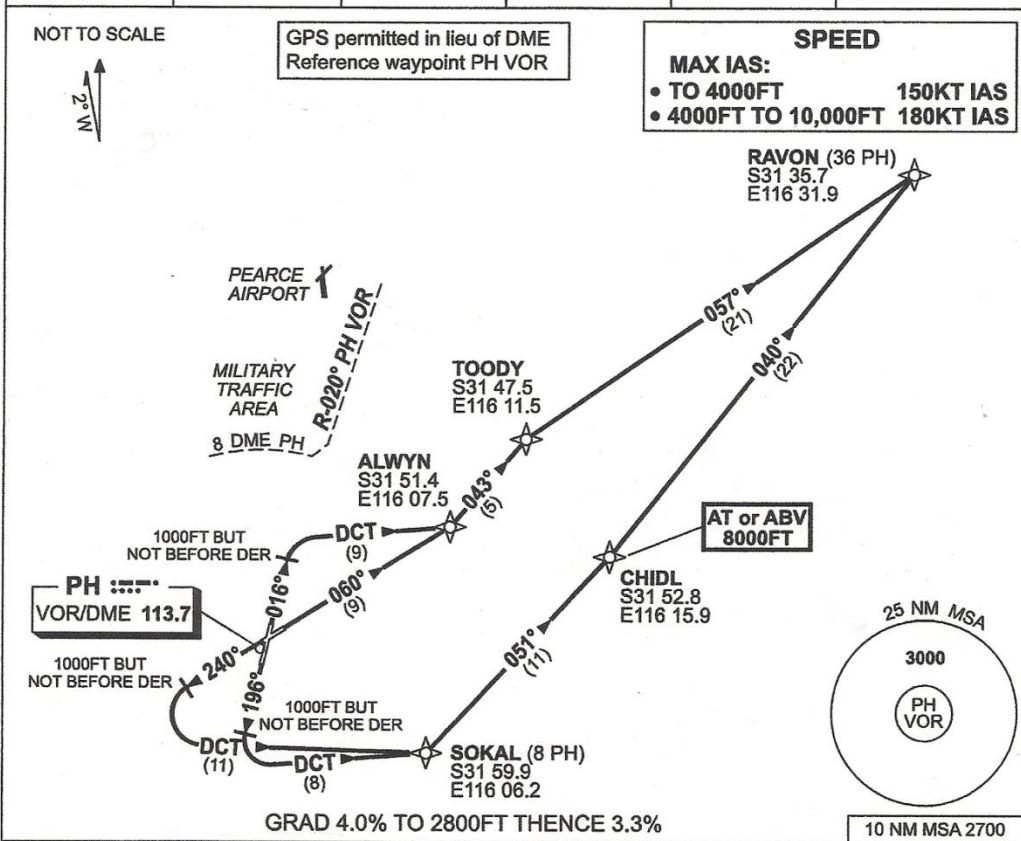 NOT TO SCALE
2° W
GPS permitted in lieu of DME
Reference waypoint PH VOR
SPEED
MAX IAS:
• TO 4000FT 150KT IAS
• 4000FT TO 10,000FT 180KT IAS
RAVON (36 PH)
S31 35.7
E116 31.9
PEARCE
AIRPORT
R-020° PH VOR
MILITARY
TRAFFIC
AREA
8 DME PH
057°
(21)
040°
(22)
TOODY
S31 47.5
E116 11.5
ALWYN
S31 51.4
E116 07.5
043°
(5)
1000FT BUT
NOT BEFORE DER
DCT
(9)
016°
060°
(9)
AT or ABV
8000FT
CHIDL
S31 52.8
E116 15.9
PH
VOR/DME 113.7
240°
196°
1000FT BUT
NOT BEFORE DER
1000FT BUT
NOT BEFORE DER
051°
(11)
DCT
(11)
DCT
(8)
SOKAL (8 PH)
S31 59.9
E116 06.2
25 NM MSA
3000
PH
VOR
GRAD 4.0% TO 2800FT THENCE 3.3%
10 NM MSA 2700